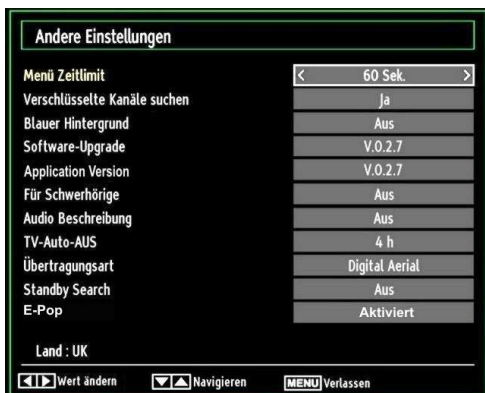 Andere Einstellungen
Menü Zeitlimit < 60 Sek. >
Verschlüsselte Kanäle suchen Ja
Blauer Hintergrund Aus
Software-Upgrade V.0.2.7
Application Version V.0.2.7
Für Schwerhörige Aus
Audio Beschreibung Aus
TV-Auto-AUS 4 h
Übertragungsart Digital Aerial
Standby Search Aus
E-Pop Aktiviert
Land : UK
Wert ändern Navigieren MENU Verlassen